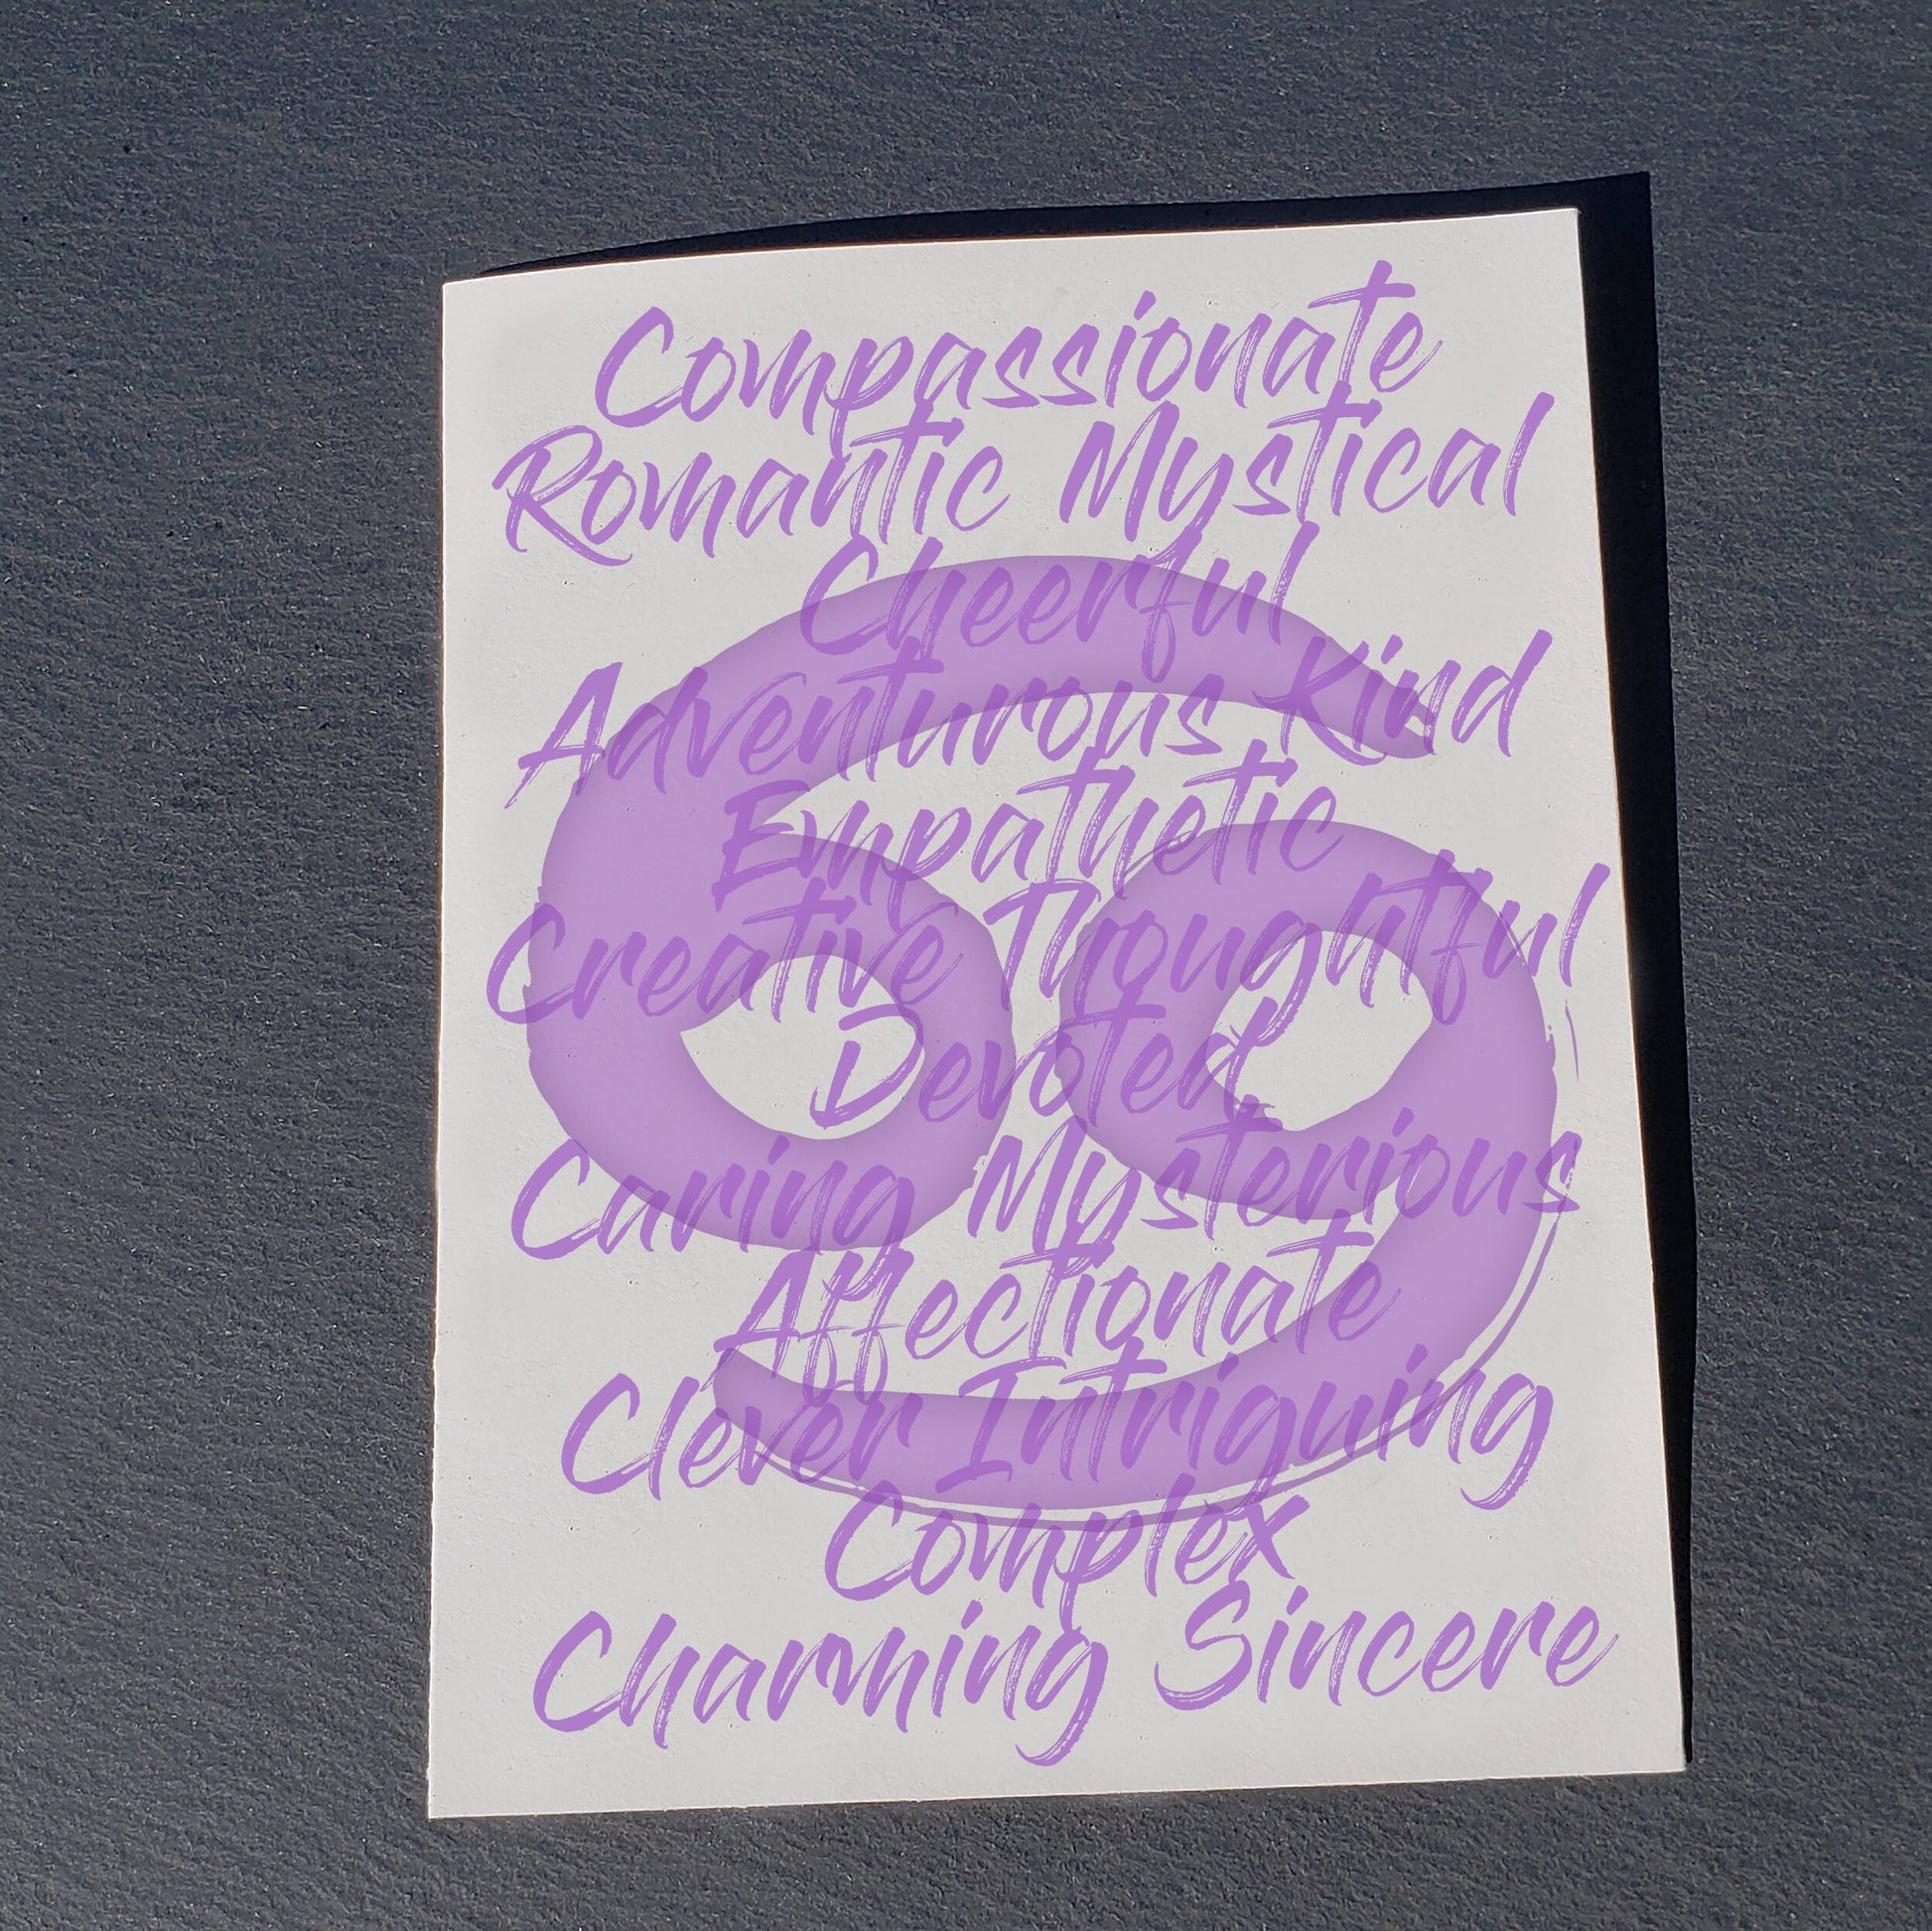 Compassionate
Romantic Mystical
Cheerful
Adventurous Kind
Empathetic
Creative Thoughtful
Devoted
Caring Mysterious
Affectionate
Clever Intriguing
Complex
Charming Sincere